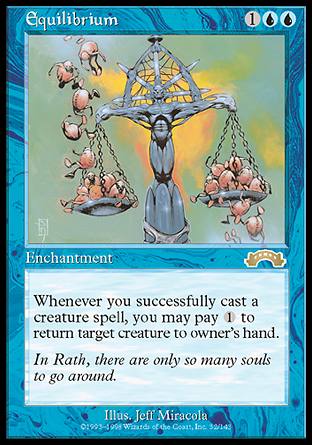 Equilibrium 1
Enchantment
Whenever you successfully cast a
creature spell, you may pay 1 to
return target creature to owner's hand.
In Rath, there are only so many souls
to go around.
Illus. Jeff Miracola
©1993-1998 Wizards of the Coast, Inc. 32/143